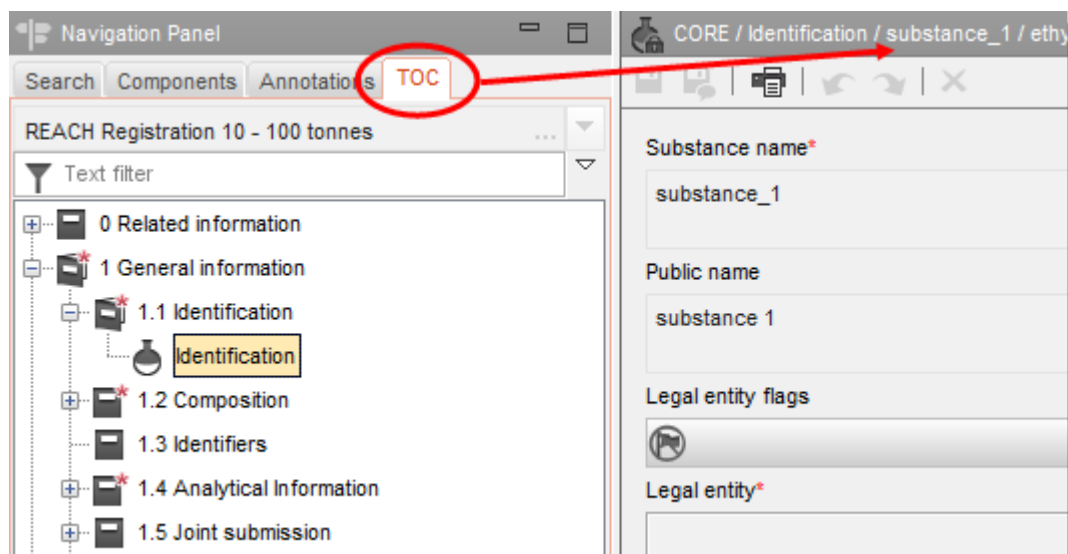 Navigation Panel
Search Components Annotations TOC
REACH Registration 10 - 100 tonnes ...
Text filter
0 Related information
1 General information
1.1 Identification
Identification
1.2 Composition
1.3 Identifiers
1.4 Analytical Information
1.5 Joint submission
CORE / Identification / substance_1 / ethy
Substance name*
substance_1
Public name
substance 1
Legal entity flags
Legal entity*